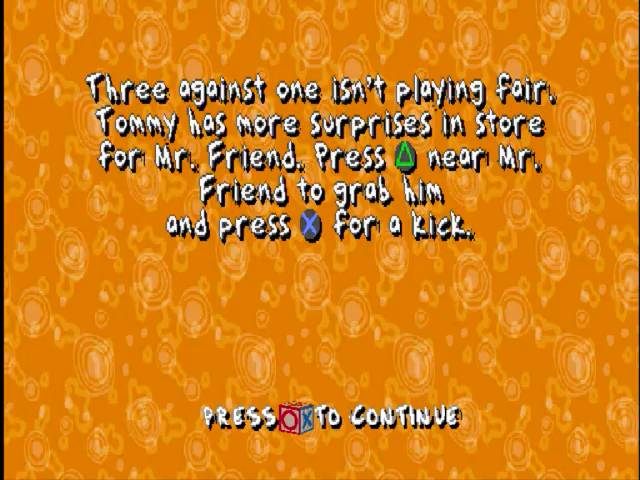 Three against one isn't playing fair.
Tommy has more surprises in store
for Mr. Friend. Press △ near Mr.
Friend to grab him
and press X for a kick.
PRESS O X TO CONTINUE